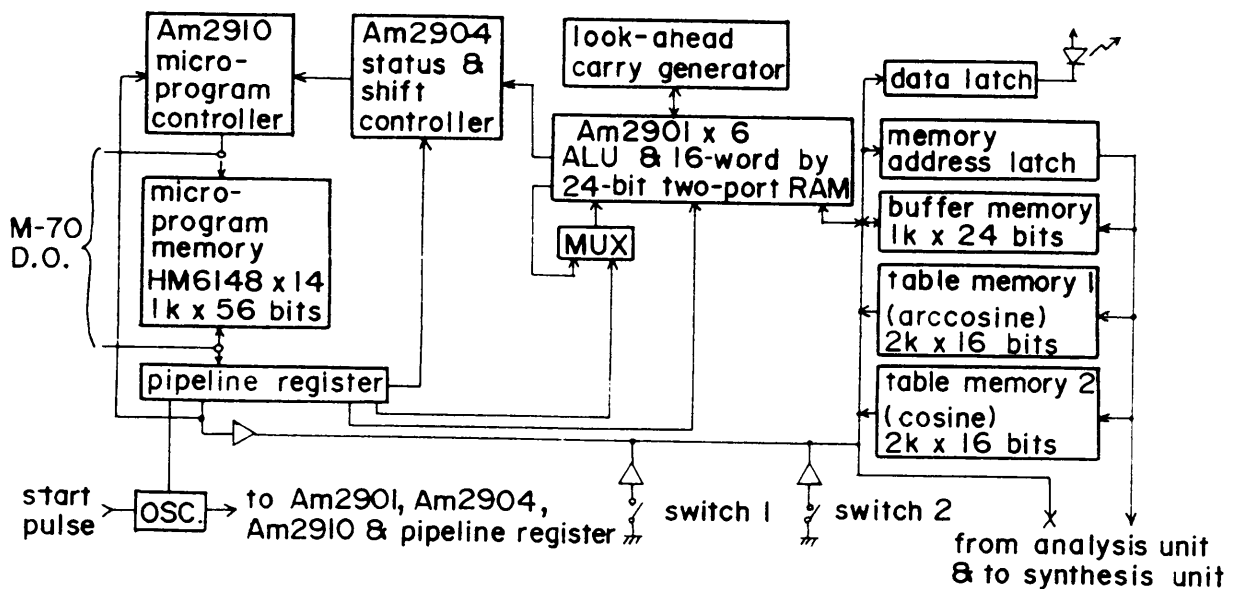 Am2910
micro-
program
controller
Am2904
status &
shift
controller
look-ahead
carry generator
data latch
Am2901 x 6
ALU & 16-word by
24-bit two-port RAM
memory
address latch
micro-
program
memory
HM6148 x 14
1k x 56 bits
M-70
D.O.
MUX
buffer memory
1k x 24 bits
table memory 1
(arccosine)
2k x 16 bits
pipeline register
table memory 2
(cosine)
2k x 16 bits
start
pulse
OSC.
to Am2901, Am2904,
Am2910 & pipeline register
switch 1
switch 2
from analysis unit
& to synthesis unit